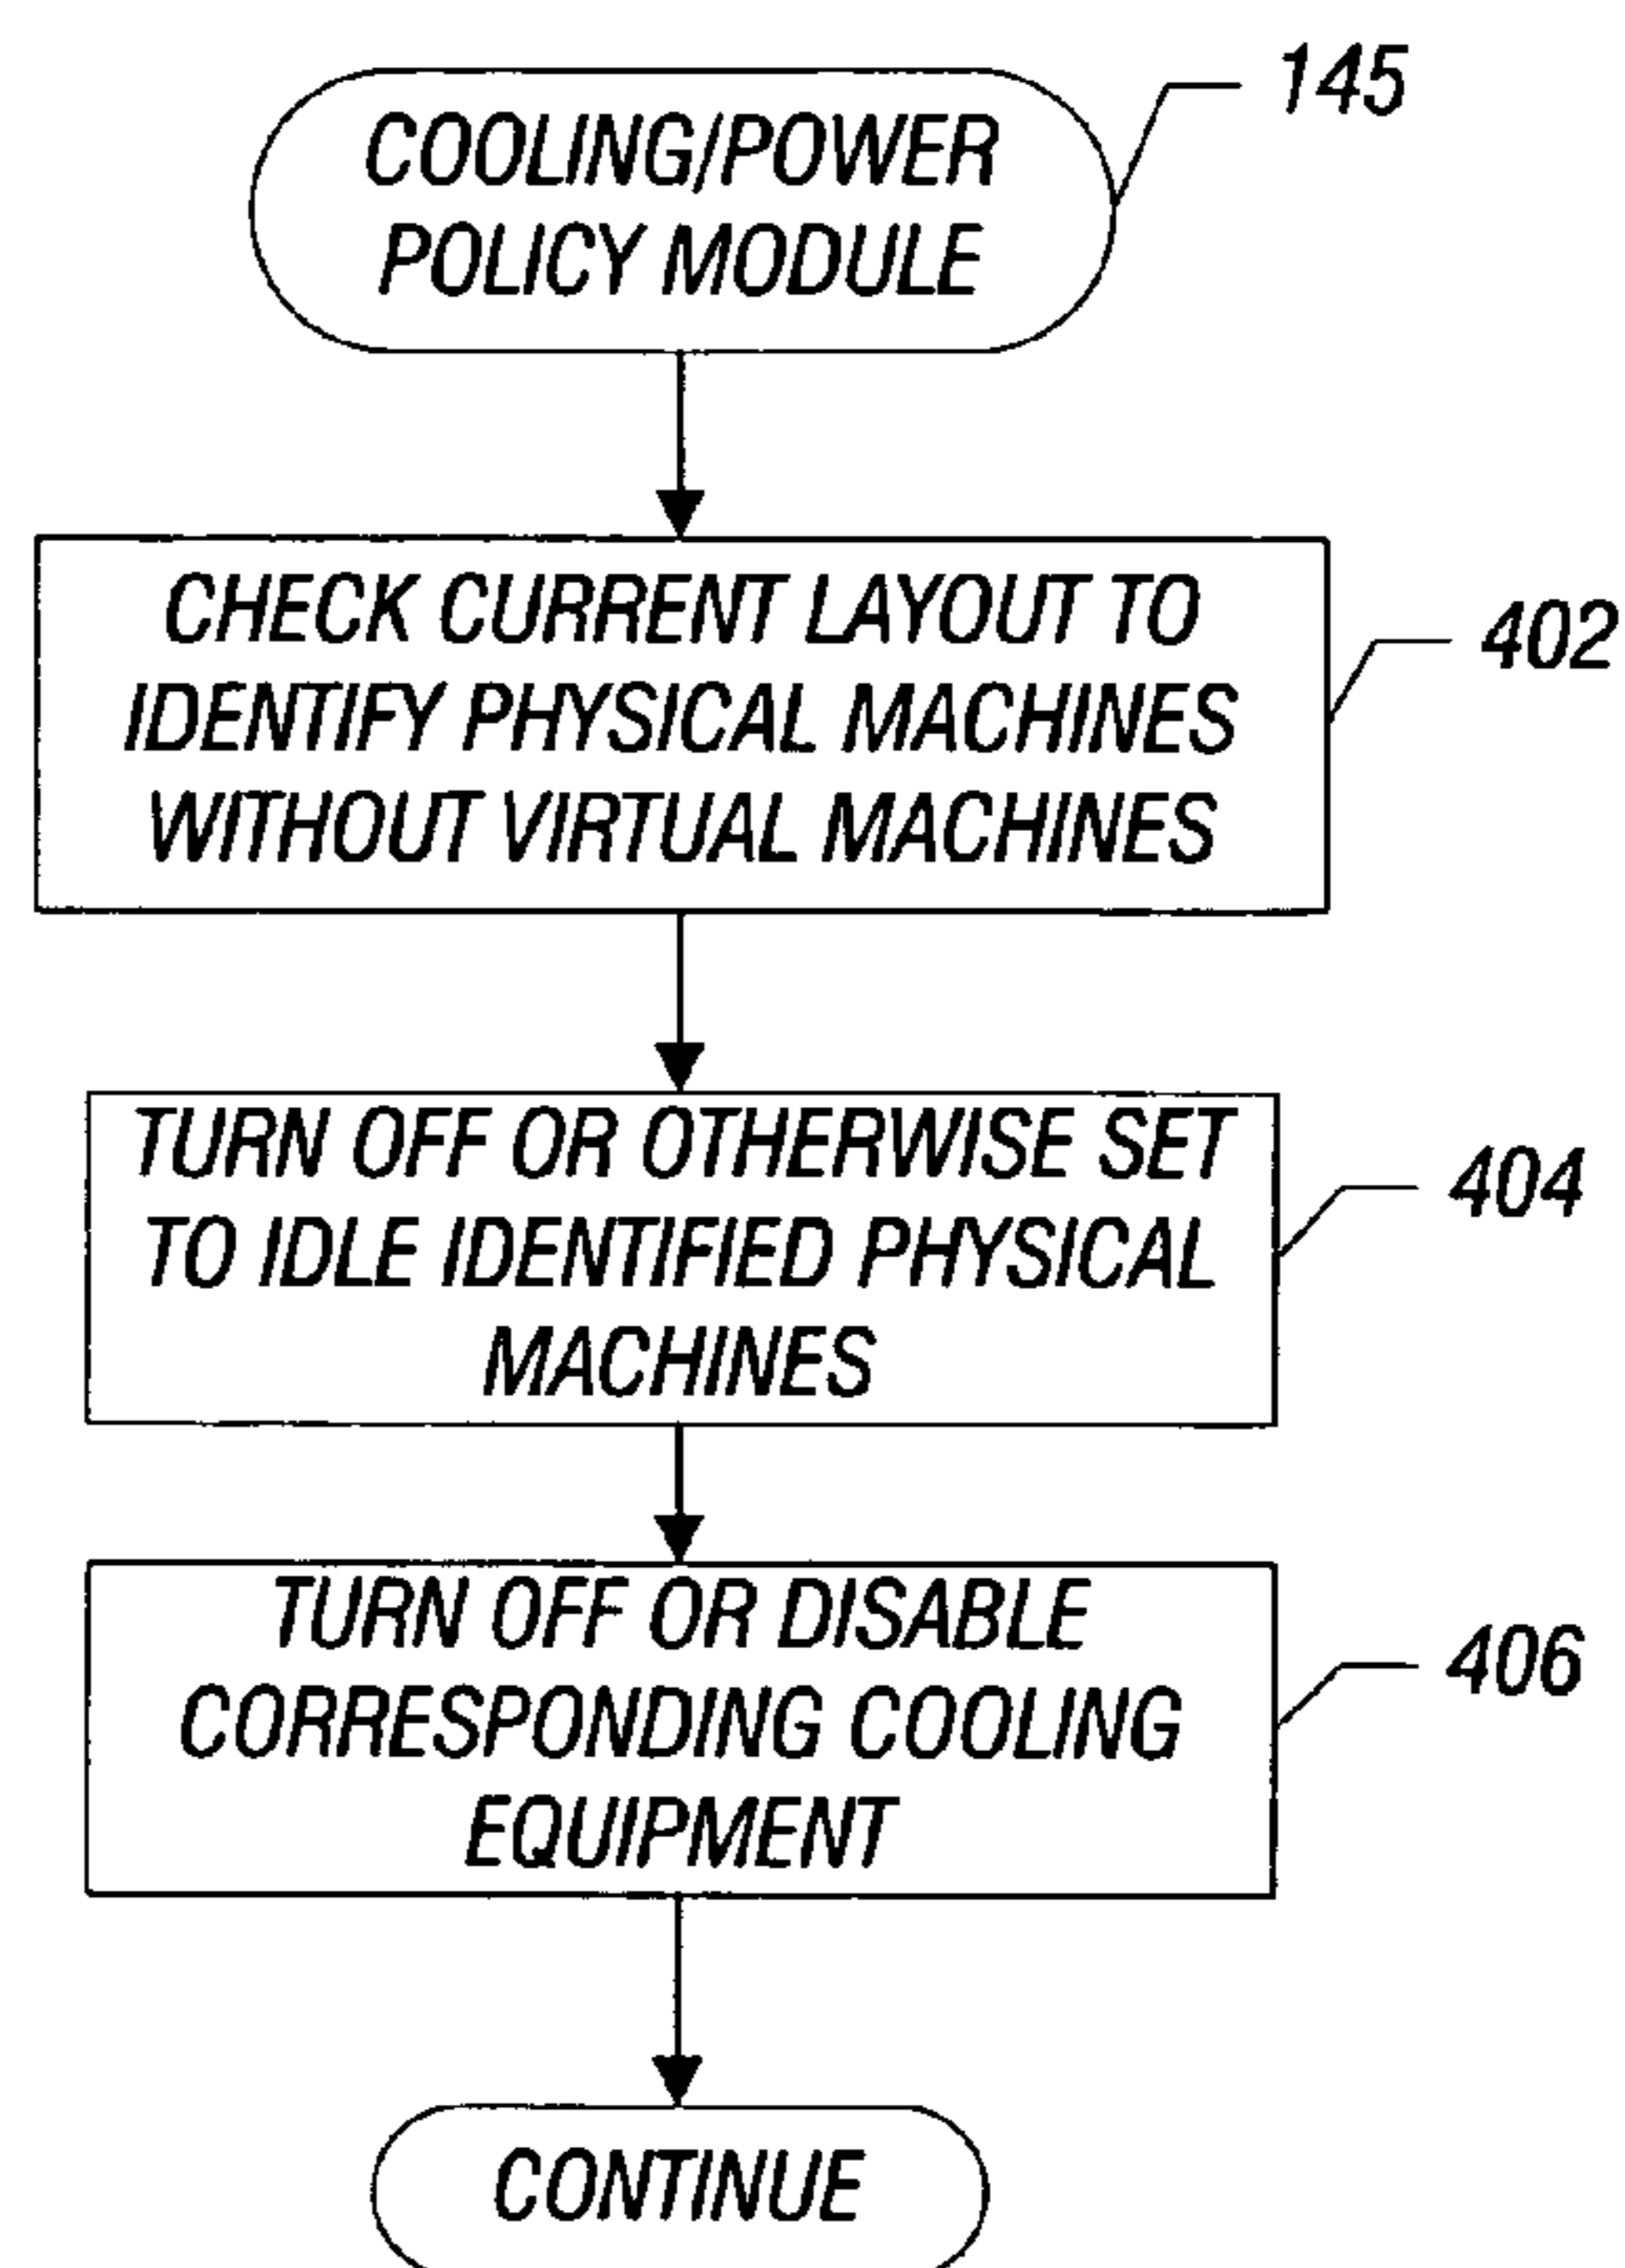 COOLING/POWER
POLICY MODULE
145
CHECK CURRENT LAYOUT TO
IDENTIFY PHYSICAL MACHINES
WITHOUT VIRTUAL MACHINES
402
TURN OFF OR OTHERWISE SET
TO IDLE IDENTIFIED PHYSICAL
MACHINES
404
TURN OFF OR DISABLE
CORRESPONDING COOLING
EQUIPMENT
406
CONTINUE